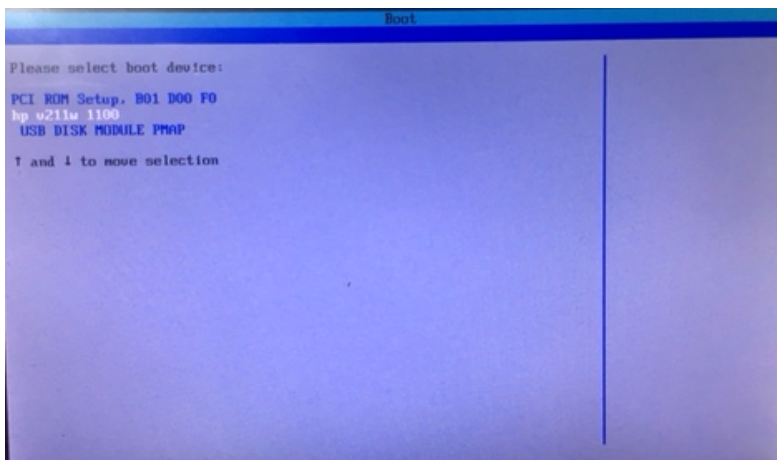 Boot
Please select boot device:
PCI ROM Setup. B01 D00 F0
hp v211w 1100
USB DISK MODULE PMAP
↑ and ↓ to move selection